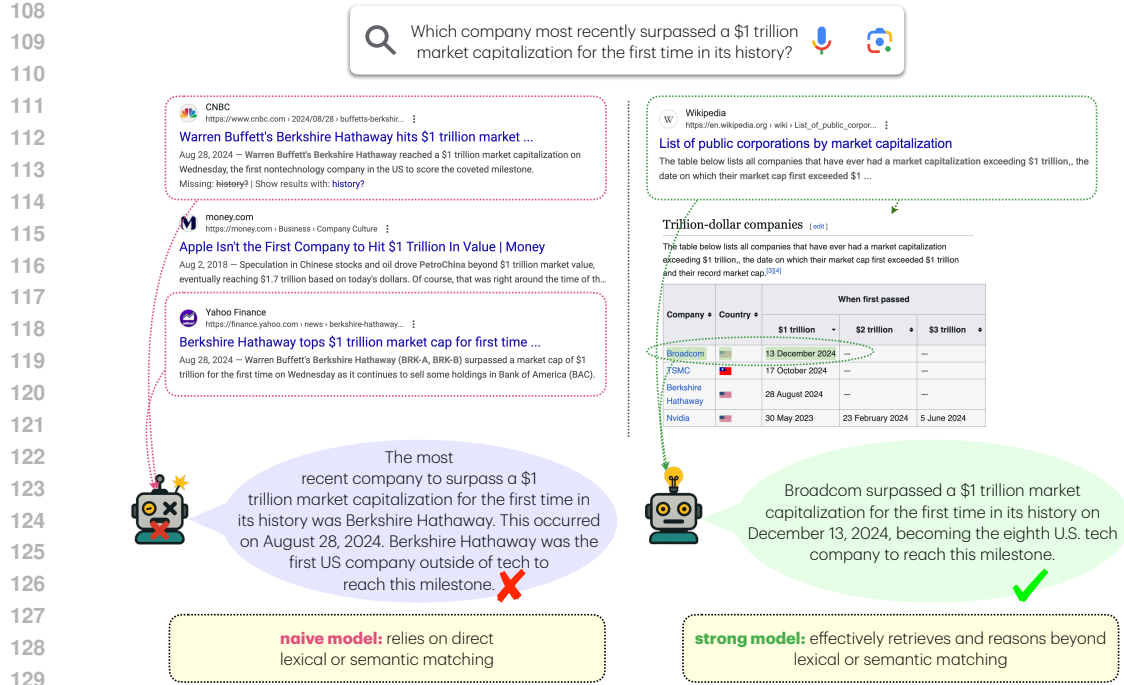 108
109
110
111
112
113
114
115
116
117
118
119
120
121
122
123
124
125
126
127
128
129
Which company most recently surpassed a $1 trillion
market capitalization for the first time in its history?
CNBC
https://www.cnbc.com › 2024/08/28 › buffetts-berkshir...
Warren Buffett's Berkshire Hathaway hits $1 trillion market ...
Aug 28, 2024 — Warren Buffett's Berkshire Hathaway reached a $1 trillion market capitalization on
Wednesday, the first nontechnology company in the US to score the coveted milestone.
Missing: history? | Show results with: history?
money.com
https://money.com › Business › Company Culture
Apple Isn't the First Company to Hit $1 Trillion In Value | Money
Aug 2, 2018 — Speculation in Chinese stocks and oil drove PetroChina beyond $1 trillion market value,
eventually reaching $1.7 trillion based on today's dollars. Of course, that was right around the time of th...
Yahoo Finance
https://finance.yahoo.com › news › berkshire-hathaway...
Berkshire Hathaway tops $1 trillion market cap for first time ...
Aug 28, 2024 — Warren Buffett's Berkshire Hathaway (BRK-A, BRK-B) surpassed a market cap of $1
trillion for the first time on Wednesday as it continues to sell some holdings in Bank of America (BAC).
The most
recent company to surpass a $1
trillion market capitalization for the first time in
its history was Berkshire Hathaway. This occurred
on August 28, 2024. Berkshire Hathaway was the
first US company outside of tech to
reach this milestone.
naive model: relies on direct
lexical or semantic matching
W
Wikipedia
https://en.wikipedia.org › wiki › List_of_public_corpor...
List of public corporations by market capitalization
The table below lists all companies that have ever had a market capitalization exceeding $1 trillion,, the
date on which their market cap first exceeded $1 ...
Trillion-dollar companies [ edit ]
The table below lists all companies that have ever had a market capitalization
exceeding $1 trillion,, the date on which their market cap first exceeded $1 trillion
and their record market cap.[3][4]
Company Country When first passed
$1 trillion $2 trillion $3 trillion
Broadcom 13 December 2024 — —
TSMC 17 October 2024 — —
Berkshire Hathaway 28 August 2024 — —
Nvidia 30 May 2023 23 February 2024 5 June 2024
Broadcom surpassed a $1 trillion market
capitalization for the first time in its history on
December 13, 2024, becoming the eighth U.S. tech
company to reach this milestone.
strong model: effectively retrieves and reasons beyond
lexical or semantic matching